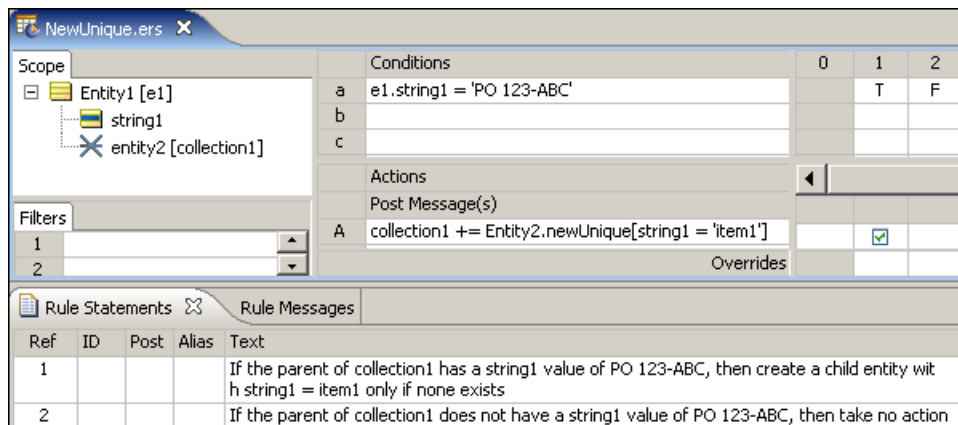 NewUnique.ers
Scope
Entity1 [e1]
string1
entity2 [collection1]
Filters
1
2
Conditions 0 1 2
a e1.string1 = 'PO 123-ABC' T F
b
c
Actions
Post Message(s)
A collection1 += Entity2.newUnique[string1 = 'item1']
Overrides
Rule Statements Rule Messages
Ref ID Post Alias Text
1 If the parent of collection1 has a string1 value of PO 123-ABC, then create a child entity wit
h string1 = item1 only if none exists
2 If the parent of collection1 does not have a string1 value of PO 123-ABC, then take no action